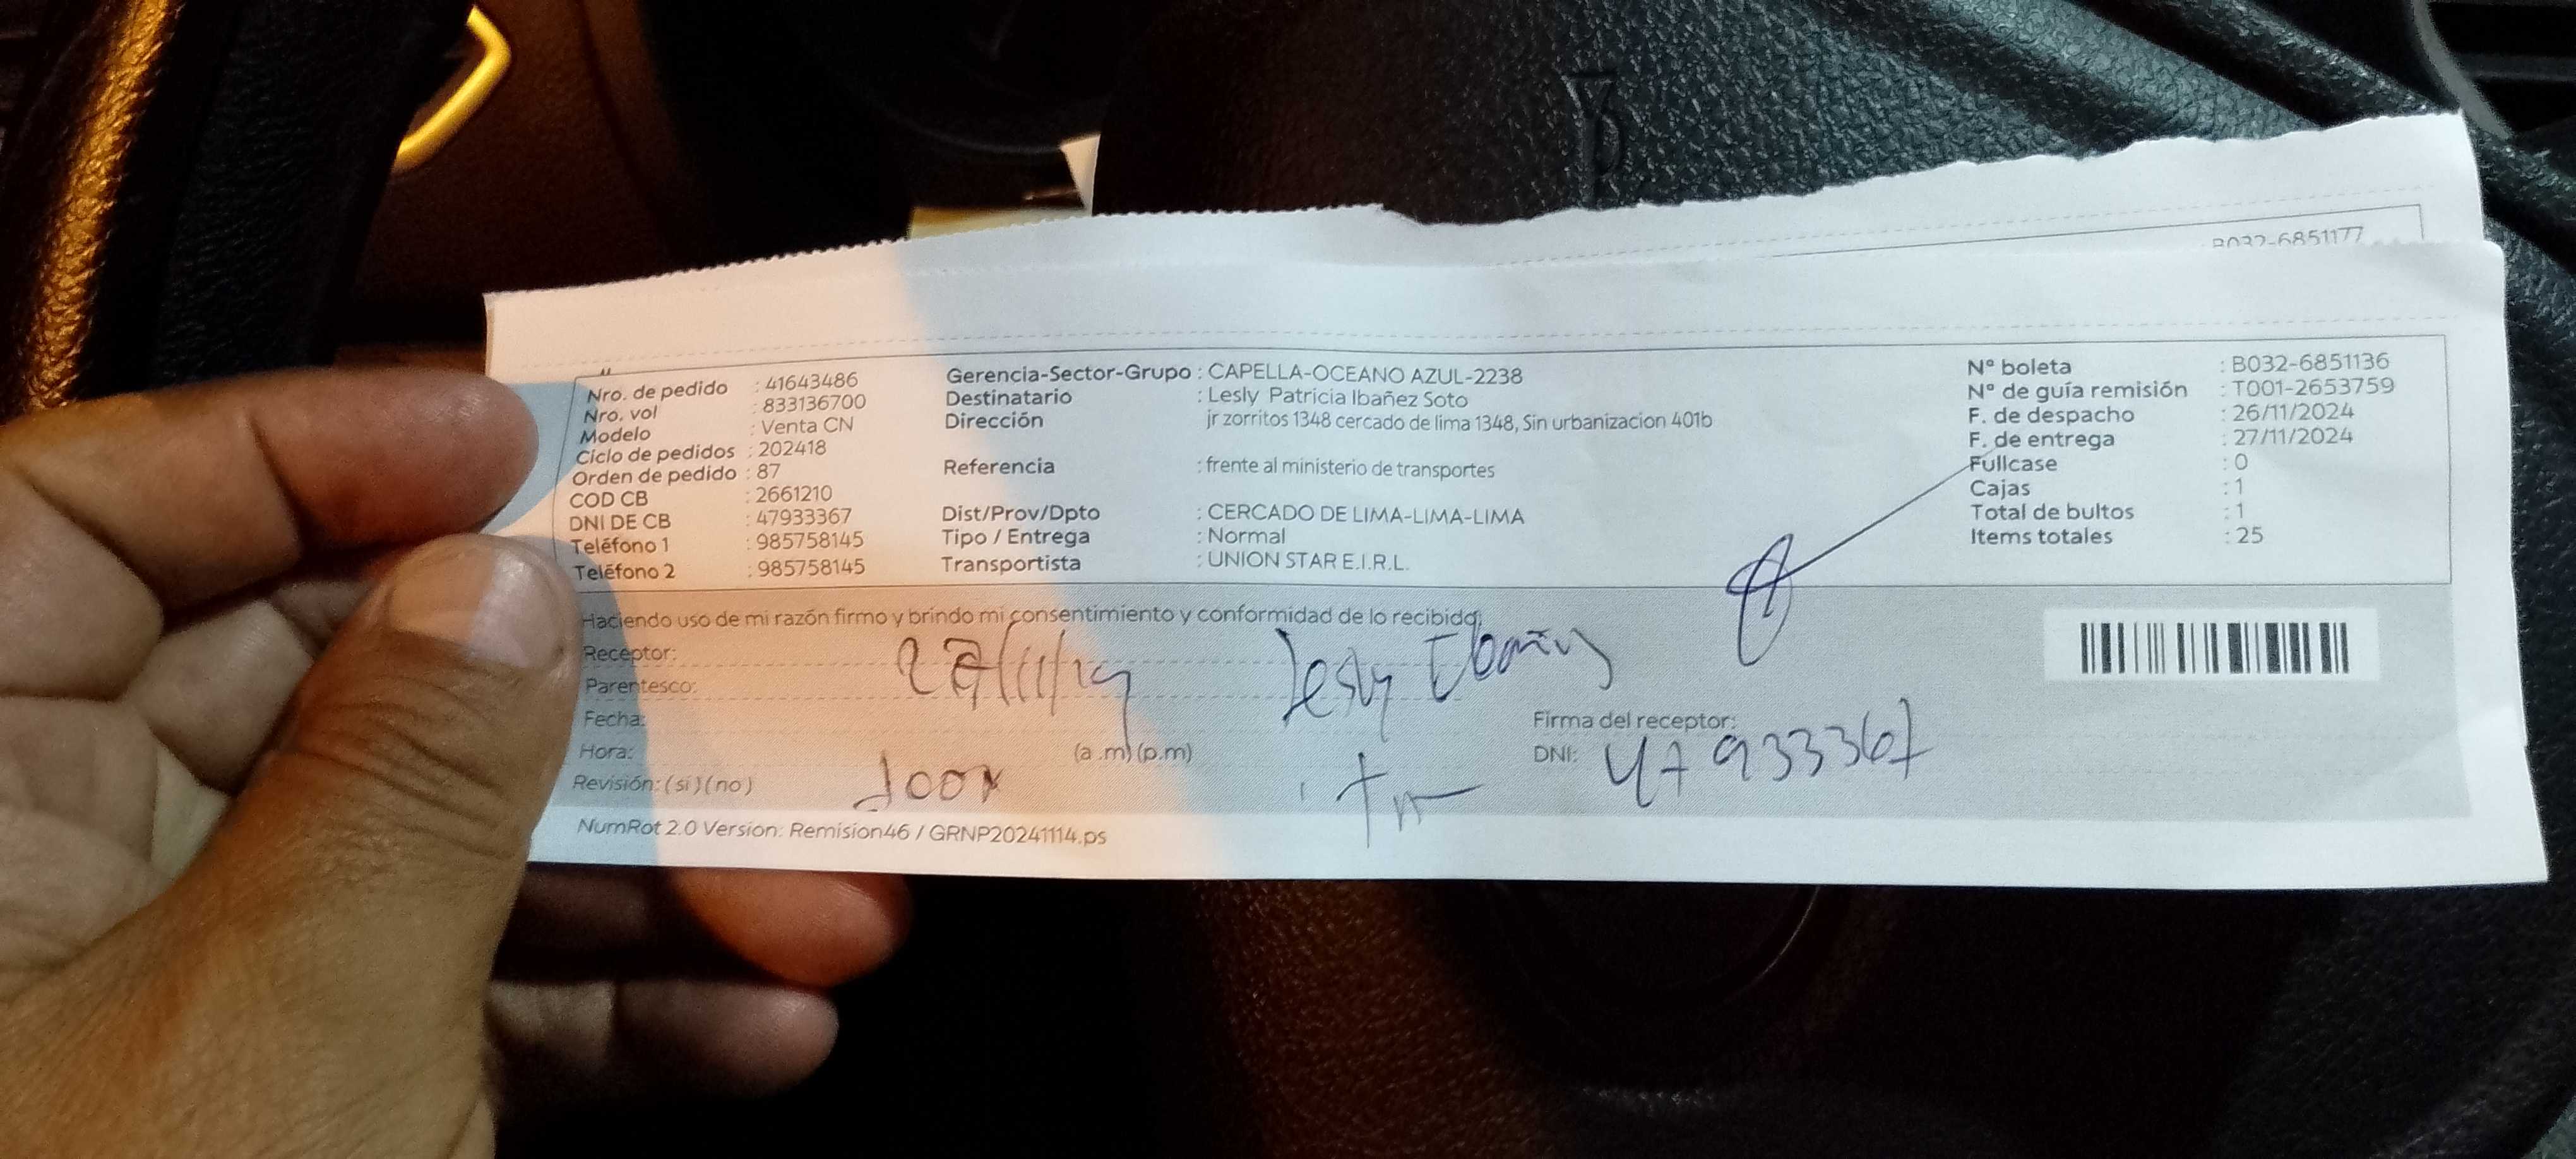 B032-6851177
Nro. de pedido : 41643486
Nro. vol : 833136700
Modelo : Venta CN
Ciclo de pedidos : 202418
Orden de pedido : 87
COD CB : 2661210
DNI DE CB : 47933367
Teléfono 1 : 985758145
Teléfono 2 : 985758145
Gerencia-Sector-Grupo : CAPELLA-OCEANO AZUL-2238
Destinatario : Lesly Patricia Ibañez Soto
Dirección jr zorritos 1348 cercado de lima 1348, Sin urbanizacion 401b
Referencia : frente al ministerio de transportes
Dist/Prov/Dpto : CERCADO DE LIMA-LIMA-LIMA
Tipo / Entrega : Normal
Transportista : UNION STAR E.I.R.L.
Nº boleta : B032-6851136
Nº de guía remisión : T001-2653759
F. de despacho : 26/11/2024
F. de entrega : 27/11/2024
Fullcase : 0
Cajas : 1
Total de bultos : 1
Items totales : 25
Haciendo uso de mi razón firmo y brindo mi consentimiento y conformidad de lo recibido:
Receptor: 27/11/24 Lesly Ibañez
Parentesco:
Fecha: Firma del receptor:
Hora: (a .m) (p.m) DNI: 47933367
Revisión: (si) (no)
NumRot 2.0 Version: Remision46 / GRNP20241114.ps